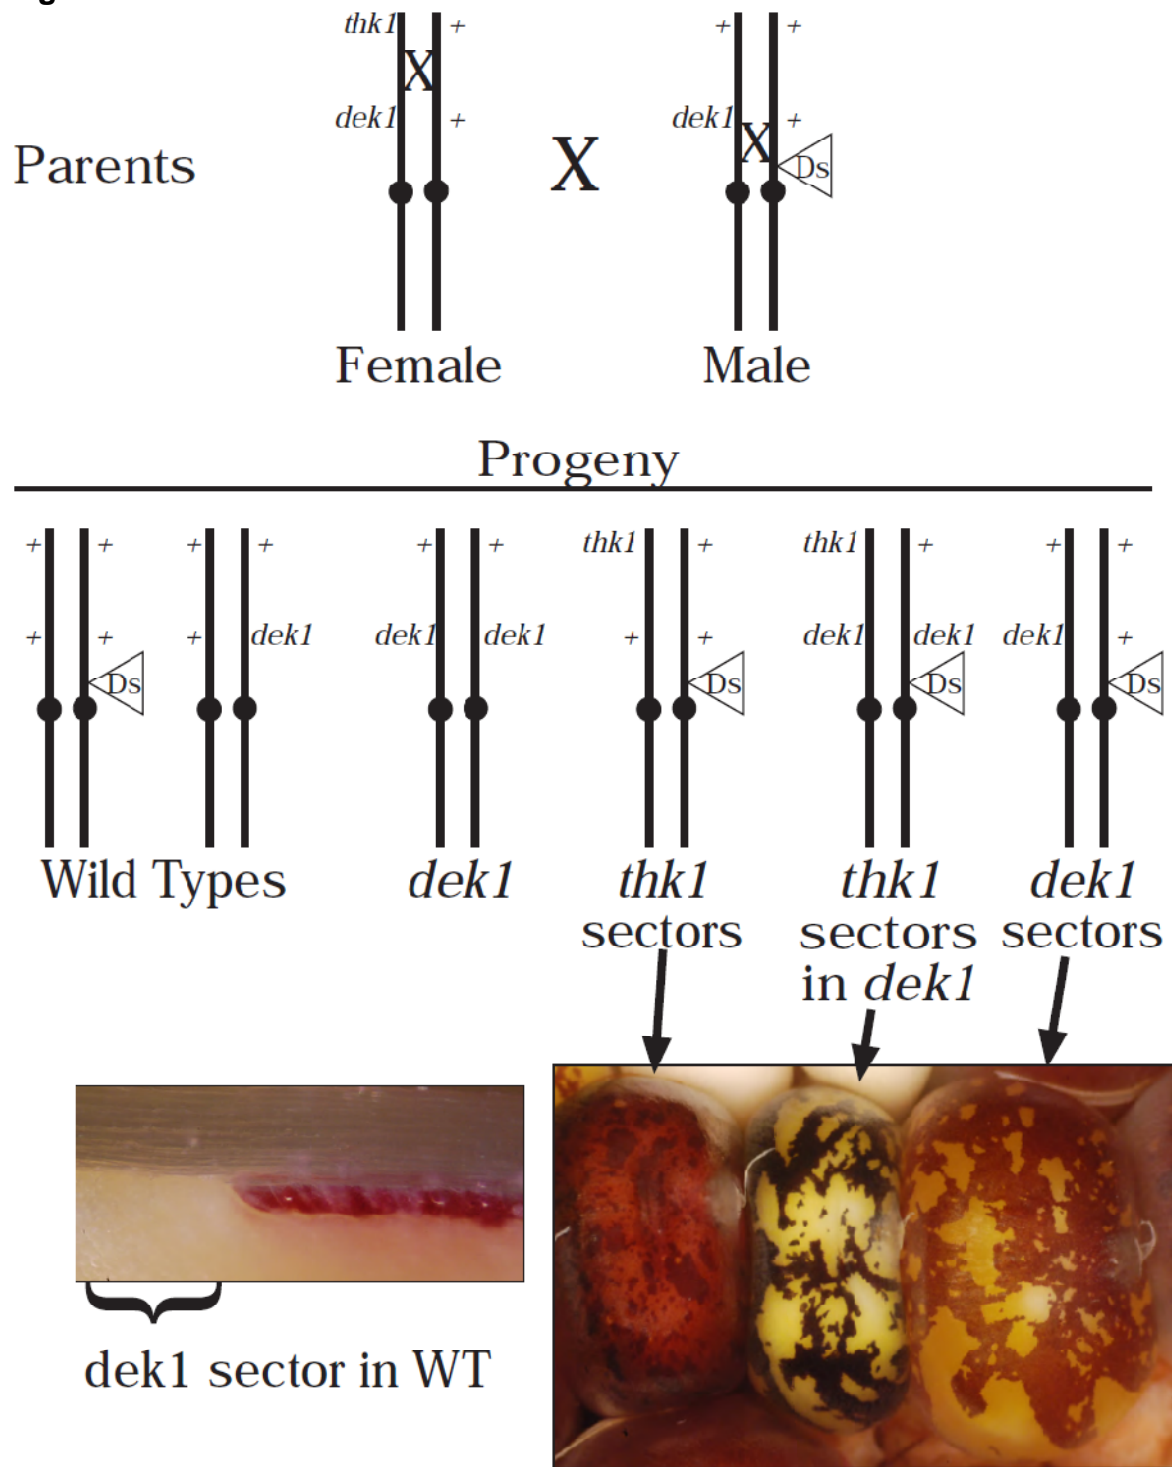 thk1 + + +
dek1 + dek1 +
Parents X X X Ds
Female Male
Progeny
+ + + + + + thk1 + thk1 + + +
+ + + dek1 dek1 dek1 + + dek1 dek1 dek1 +
Ds Ds Ds Ds
Wild Types dek1 thk1 thk1 dek1
sectors sectors sectors
in dek1
dek1 sector in WT